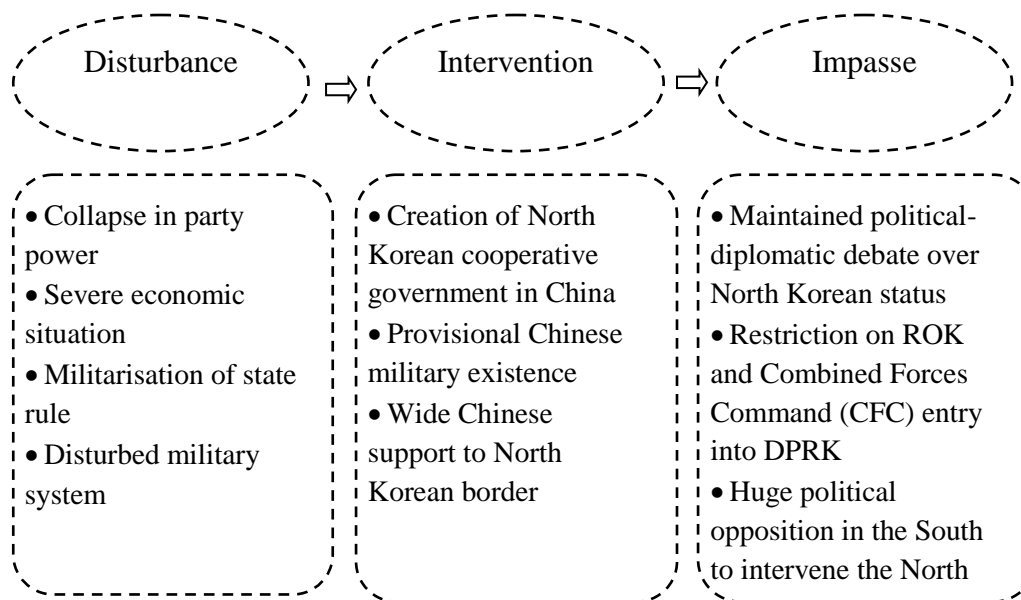 Disturbance
Intervention
Impasse
• Collapse in party
power
• Severe economic
situation
• Militarisation of state
rule
• Disturbed military
system
• Creation of North
Korean cooperative
government in China
• Provisional Chinese
military existence
• Wide Chinese
support to North
Korean border
• Maintained political-
diplomatic debate over
North Korean status
• Restriction on ROK
and Combined Forces
Command (CFC) entry
into DPRK
• Huge political
opposition in the South
to intervene the North